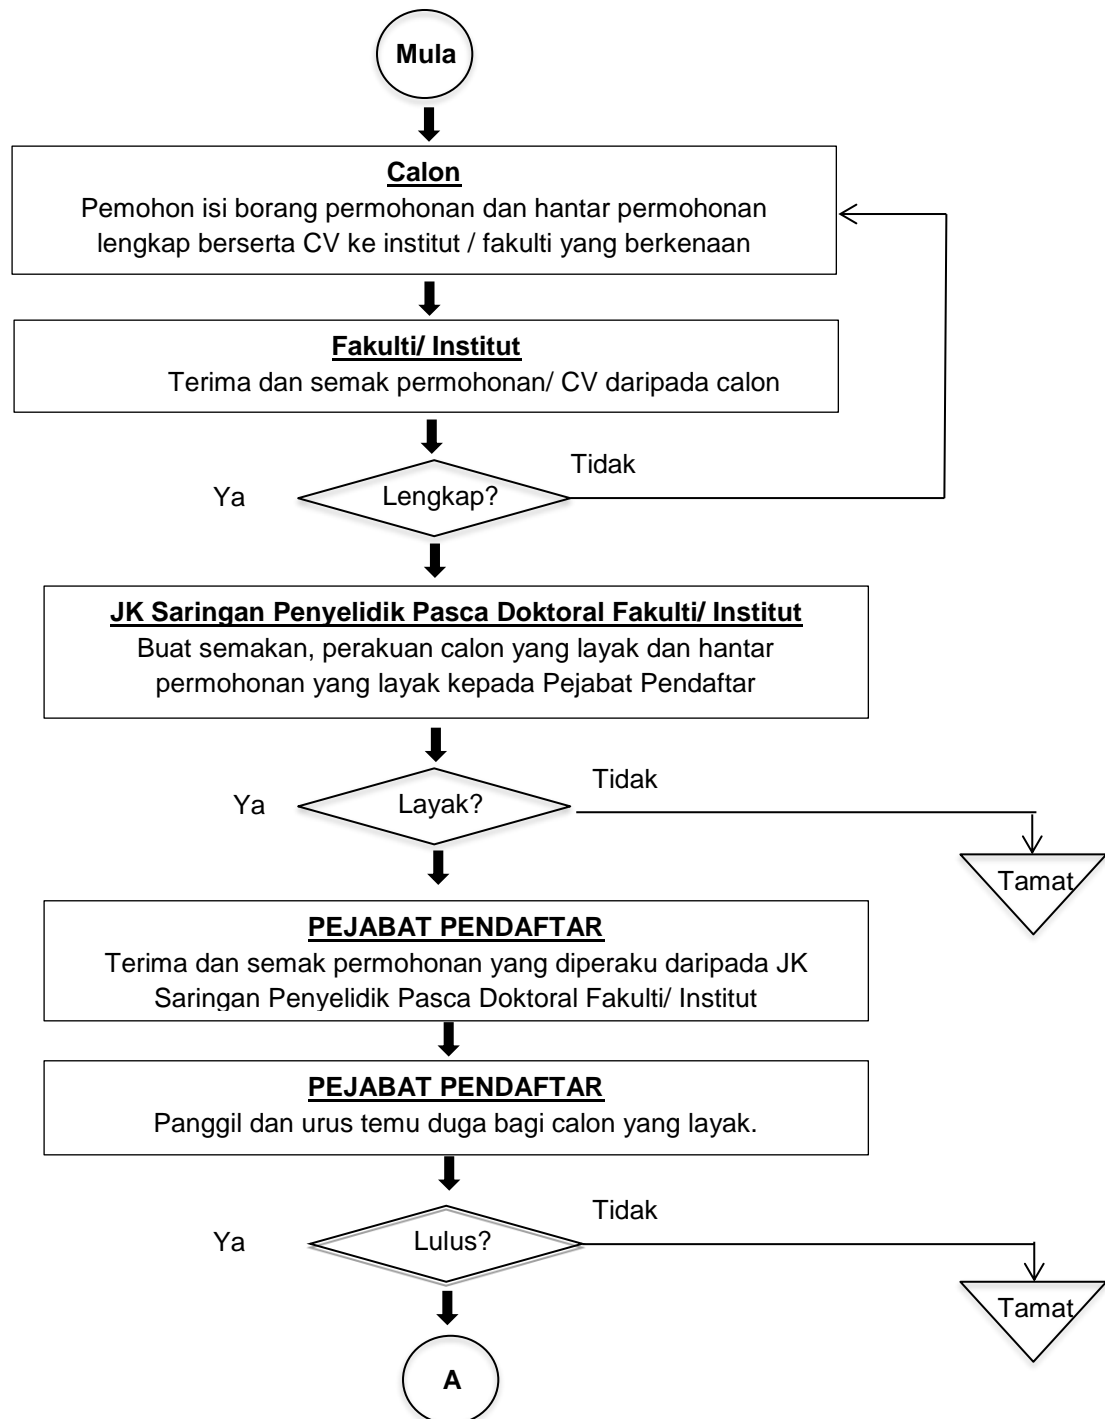 Mula
Calon
Pemohon isi borang permohonan dan hantar permohonan
lengkap berserta CV ke institut / fakulti yang berkenaan
Fakulti/ Institut
Terima dan semak permohonan/ CV daripada calon
Tidak
Ya
Lengkap?
JK Saringan Penyelidik Pasca Doktoral Fakulti/ Institut
Buat semakan, perakuan calon yang layak dan hantar
permohonan yang layak kepada Pejabat Pendaftar
Tidak
Ya
Layak?
Tamat
PEJABAT PENDAFTAR
Terima dan semak permohonan yang diperaku daripada JK
Saringan Penyelidik Pasca Doktoral Fakulti/ Institut
PEJABAT PENDAFTAR
Panggil dan urus temu duga bagi calon yang layak.
Tidak
Ya
Lulus?
Tamat
A